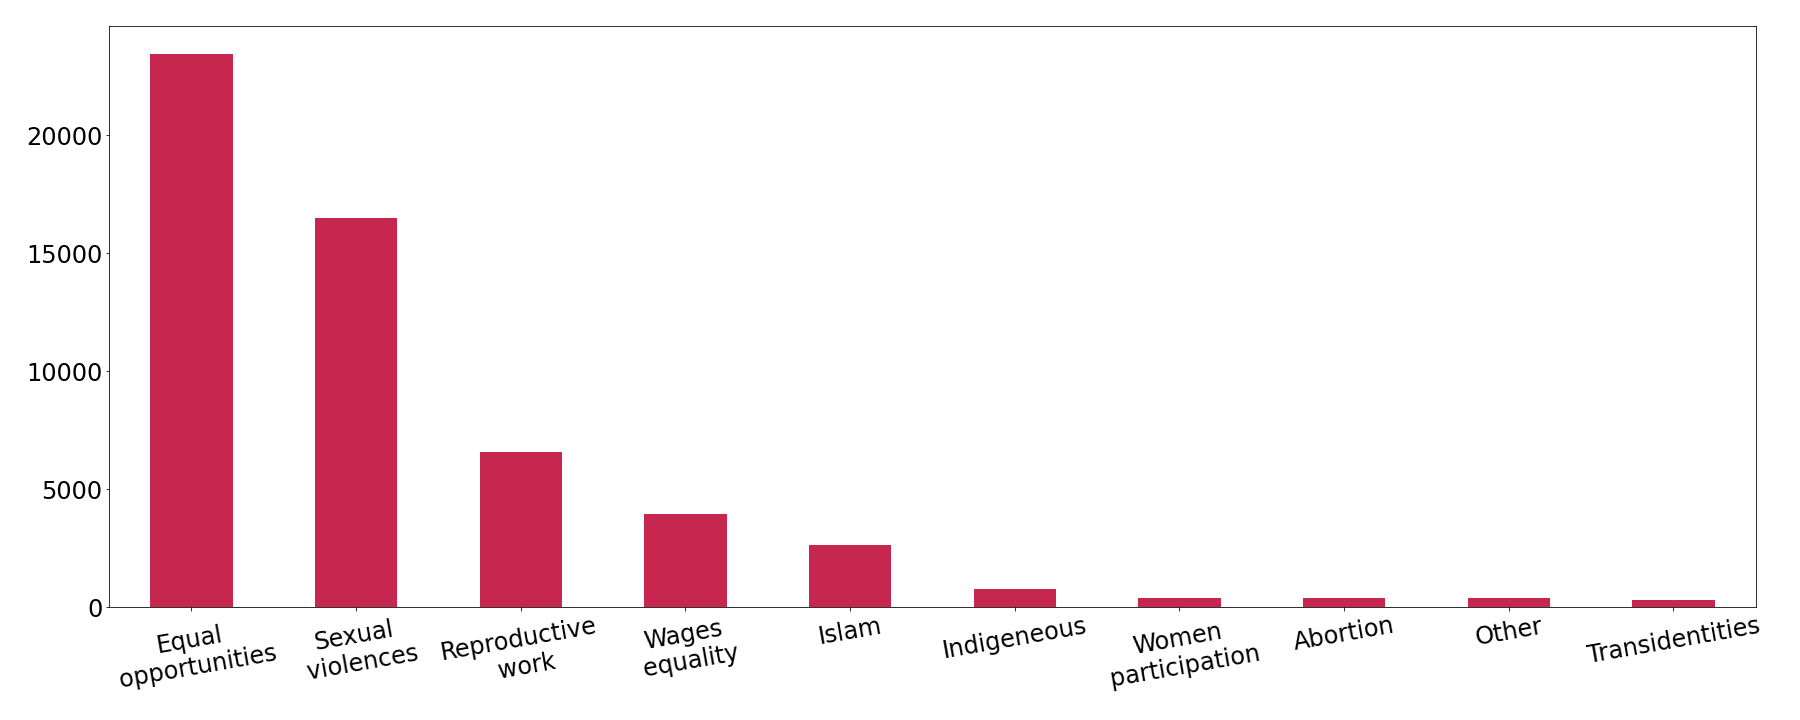 20000
15000
10000
5000
0
Equal
opportunities
Sexual
violences
Reproductive
work
Wages
equality
Islam
Indigeneous
Women
participation
Abortion
Other
Transidentities